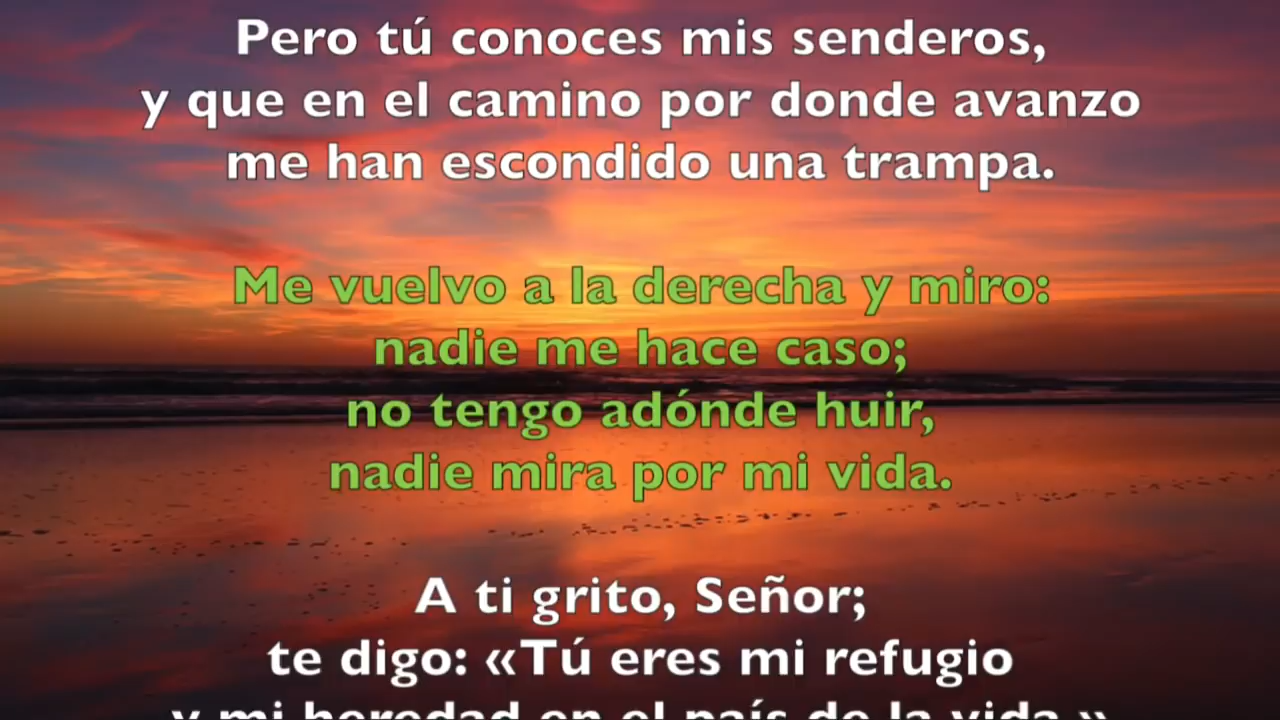 Pero tú conoces mis senderos,
y que en el camino por donde avanzo
me han escondido una trampa.
Me vuelvo a la derecha y miro:
nadie me hace caso;
no tengo adónde huir,
nadie mira por mi vida.
A ti grito, Señor;
te digo: «Tú eres mi refugio
y mi heredad en el país de la vida.»